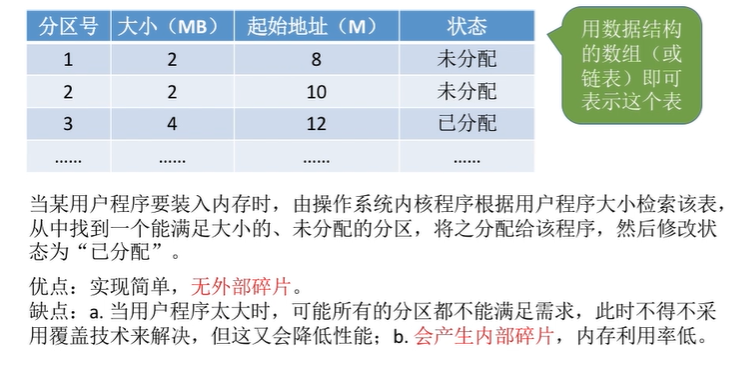 分区号 大小（MB） 起始地址（M） 状态
1 2 8 未分配
2 2 10 未分配
3 4 12 已分配
...... ...... ...... ......
用数据结构
的数组（或
链表）即可
表示这个表
当某用户程序要装入内存时，由操作系统内核程序根据用户程序大小检索该表，
从中找到一个能满足大小的、未分配的分区，将之分配给该程序，然后修改状
态为“已分配”。
优点：实现简单，无外部碎片。
缺点：a. 当用户程序太大时，可能所有的分区都不能满足需求，此时不得不采
用覆盖技术来解决，但这又会降低性能；b. 会产生内部碎片，内存利用率低。